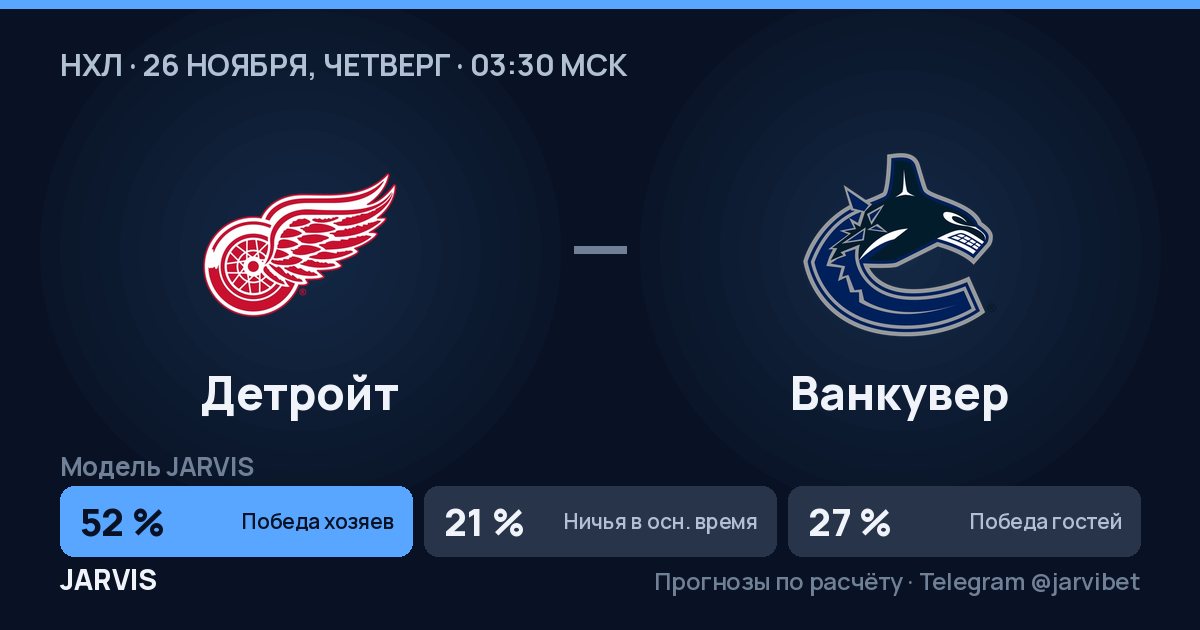 НХЛ · 26 НОЯБРЯ, ЧЕТВЕРГ · 03:30 МСК
Детройт — Ванкувер
Модель JARVIS
52 % Победа хозяев 21 % Ничья в осн. время 27 % Победа гостей
JARVIS Прогнозы по расчёту · Telegram @jarvibet